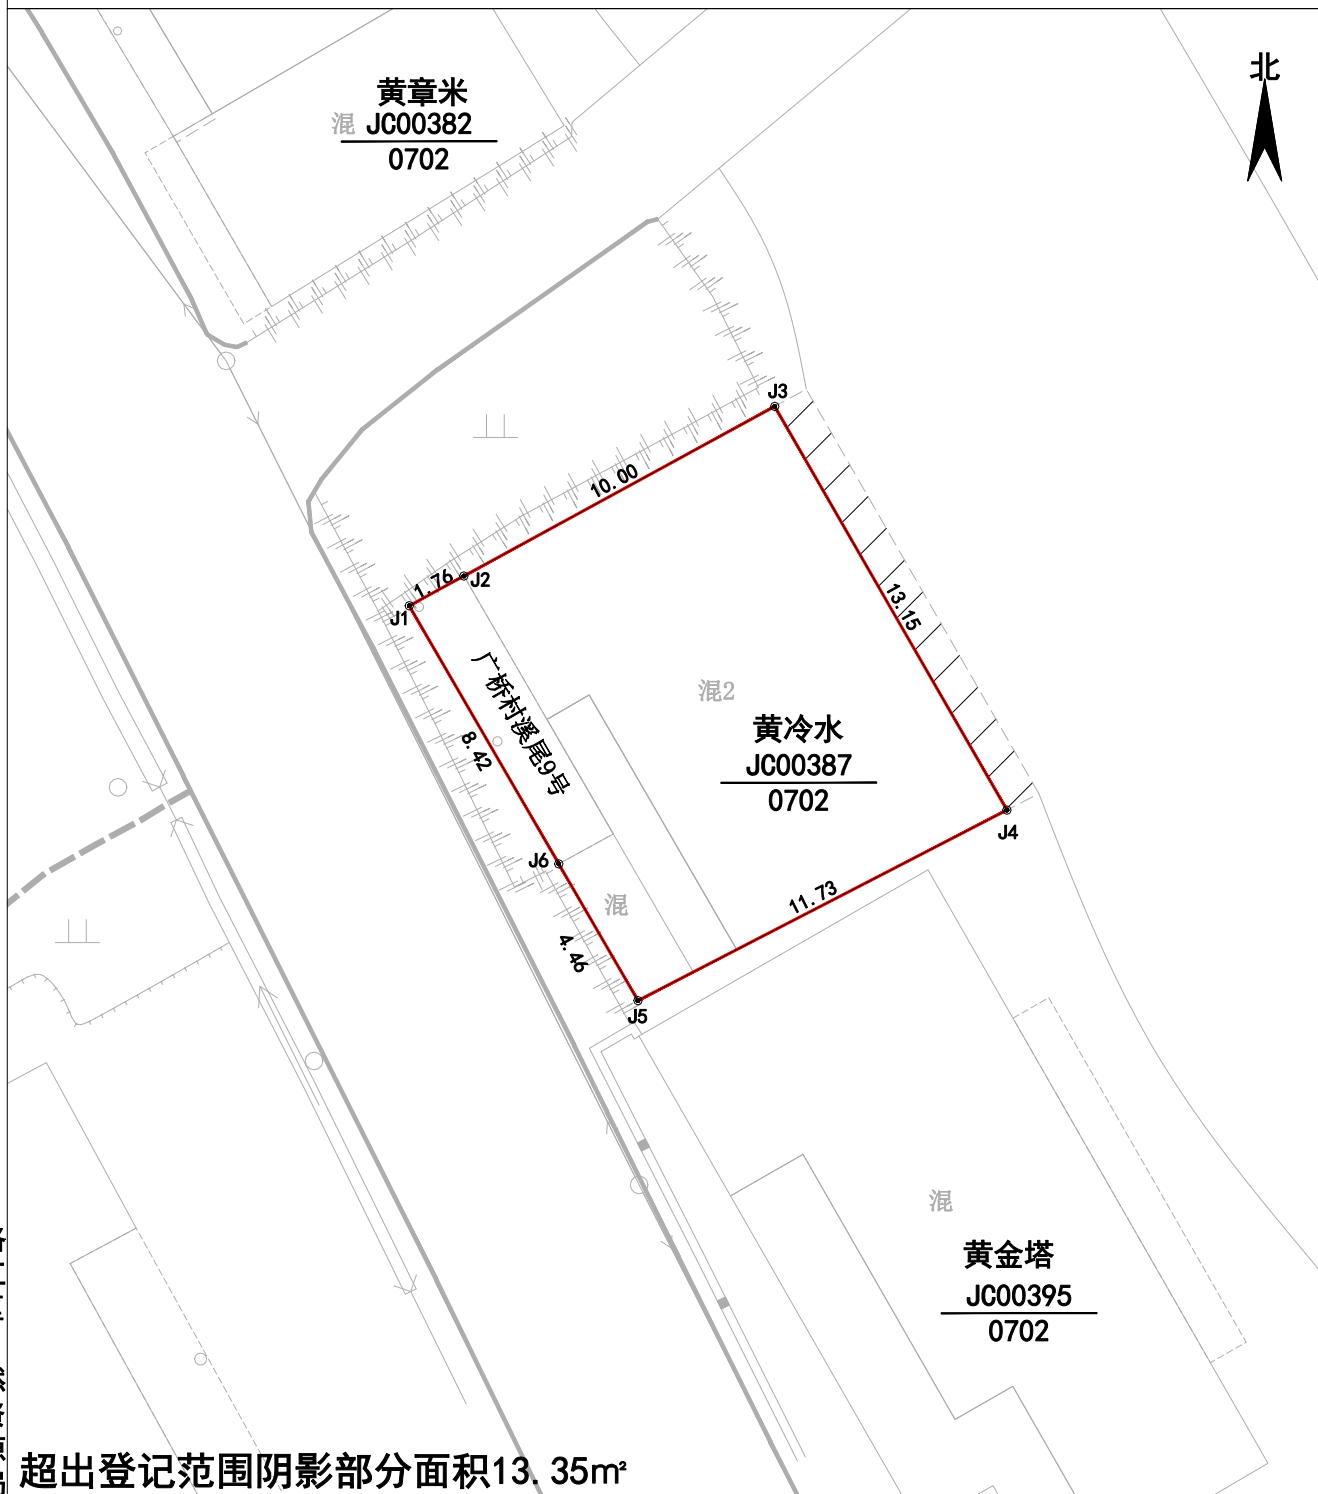 北
黄章米
混 JC00382
0702
J3
10.00
1.76
J2
J1
13.15
广桥村溪尾9号
混2
8.42
黄冷水
JC00387
0702
J4
J6
11.73
混
4.46
J5
混
黄金塔
JC00395
0702
超出登记范围阴影部分面积13.35㎡